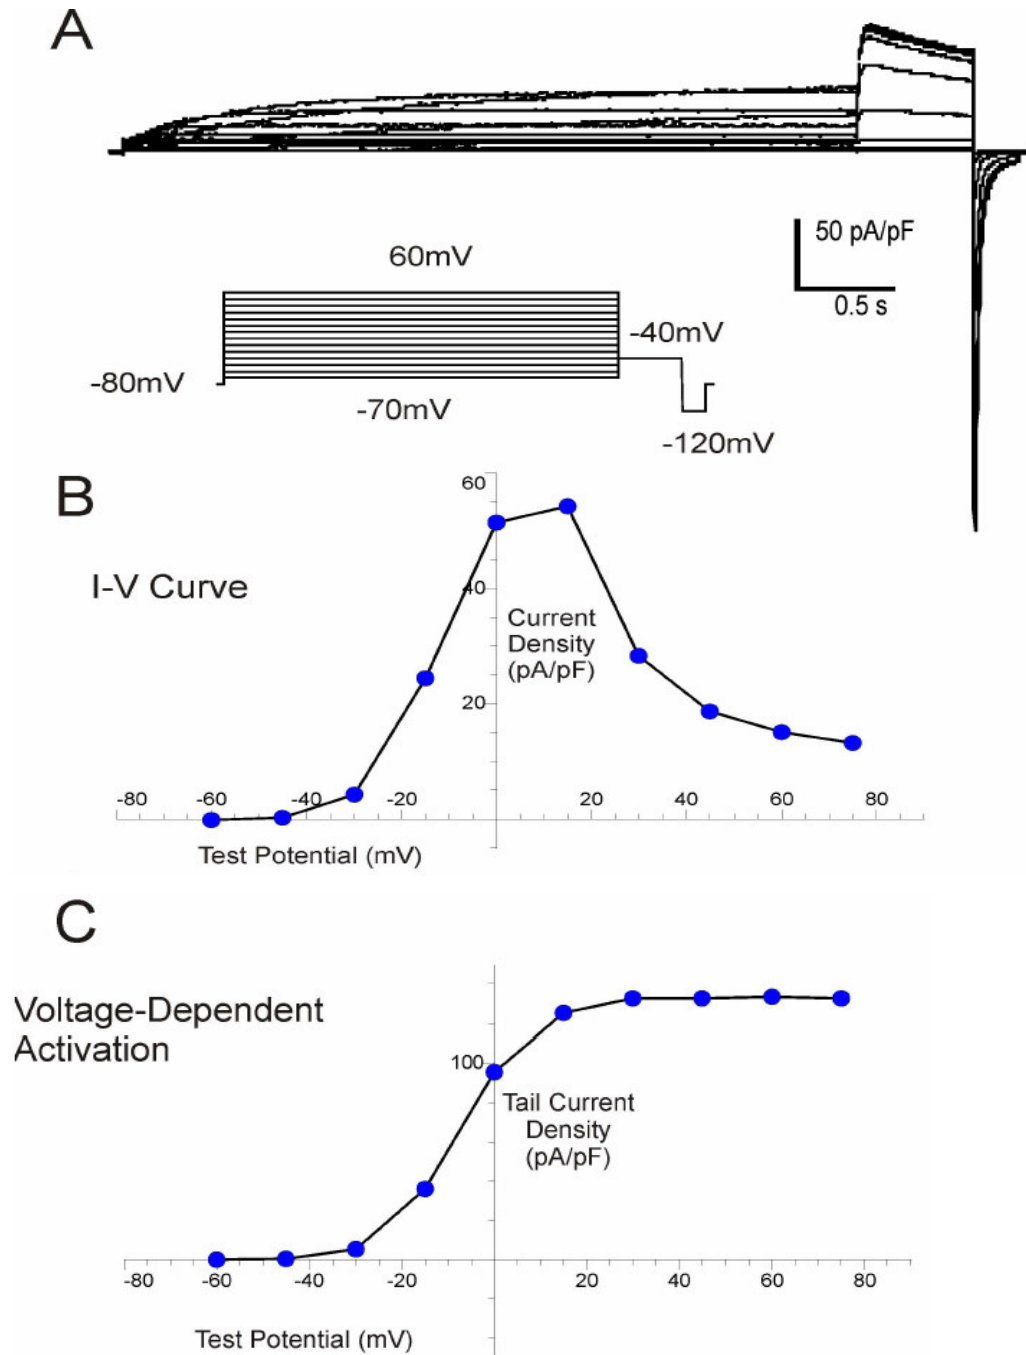 A
50 pA/pF
0.5 s
60mV
-40mV
-80mV
-70mV
-120mV
B
I-V Curve
60
40
Current
Density
(pA/pF)
20
-80 -60 -40 -20 20 40 60 80
Test Potential (mV)
C
Voltage-Dependent
Activation
100
Tail Current
Density
(pA/pF)
-80 -60 -40 -20 20 40 60 80
Test Potential (mV)